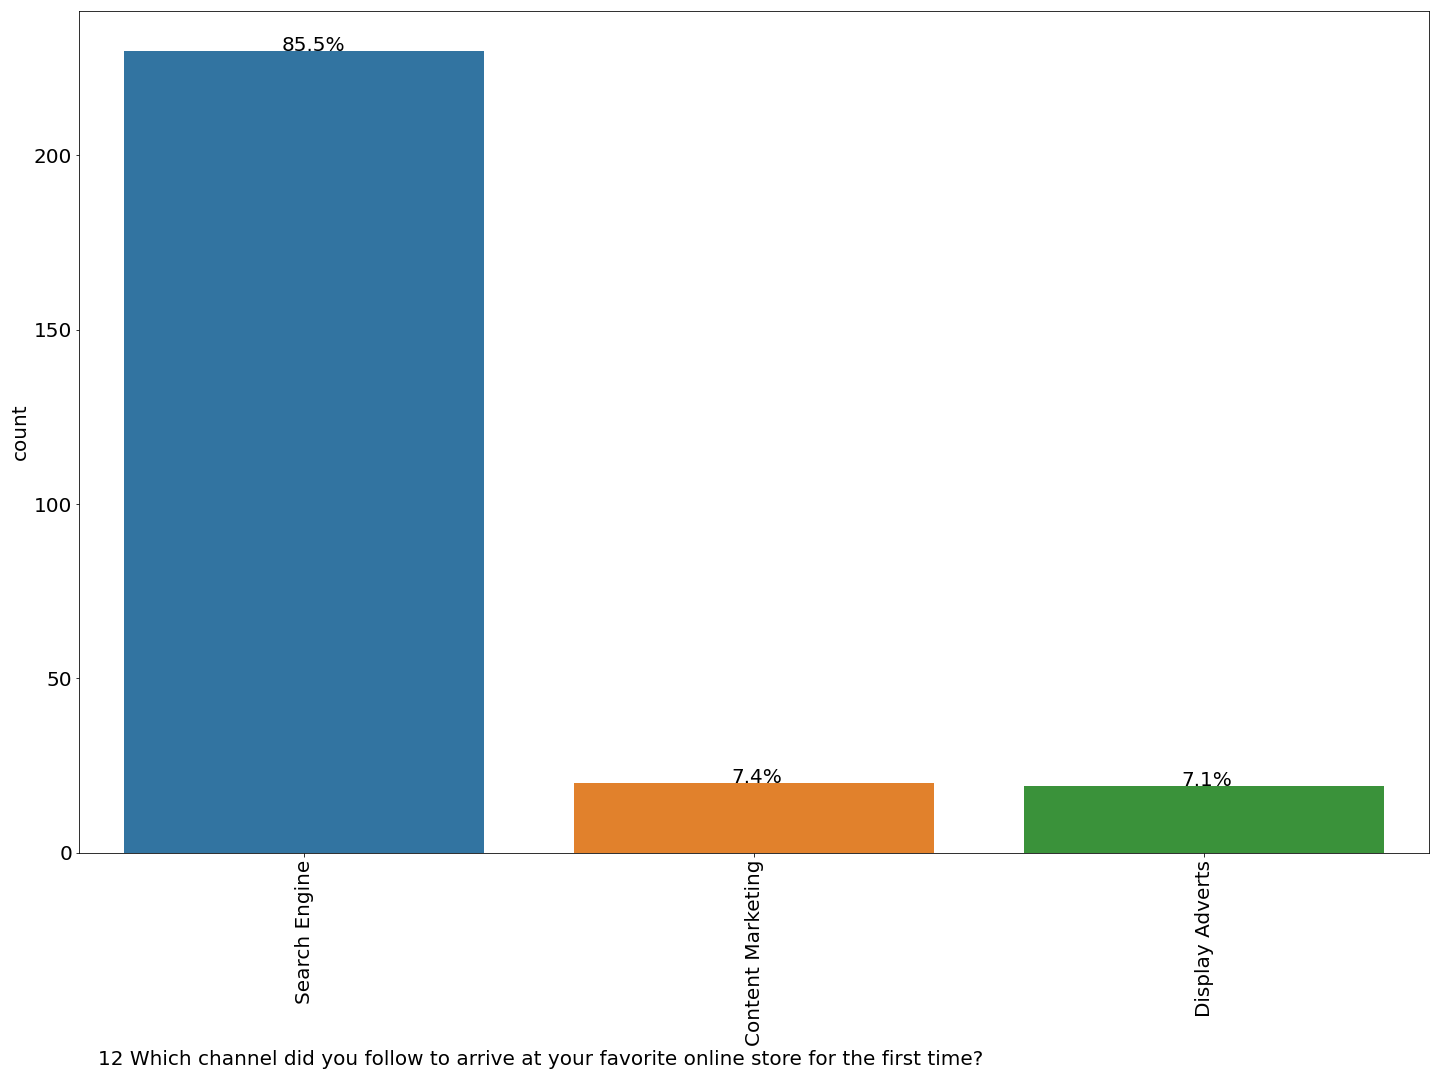 85.5%
7.4%
7.1%
200
150
100
50
0
count
Search Engine
Content Marketing
Display Adverts
12 Which channel did you follow to arrive at your favorite online store for the first time?